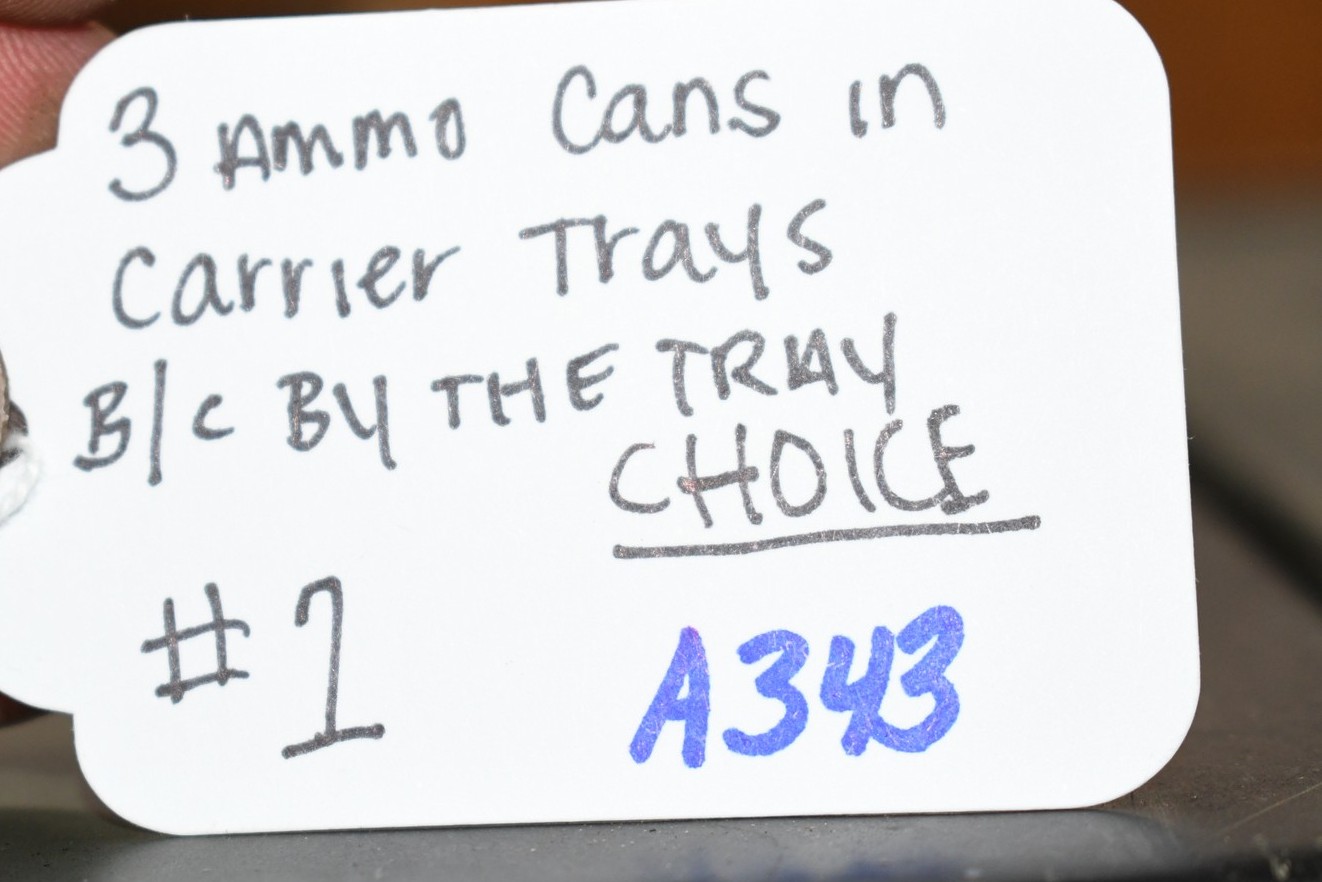 3 Ammo Cans in
Carrier Trays
B/C BY THE TRAY
CHOICE
#1 A343